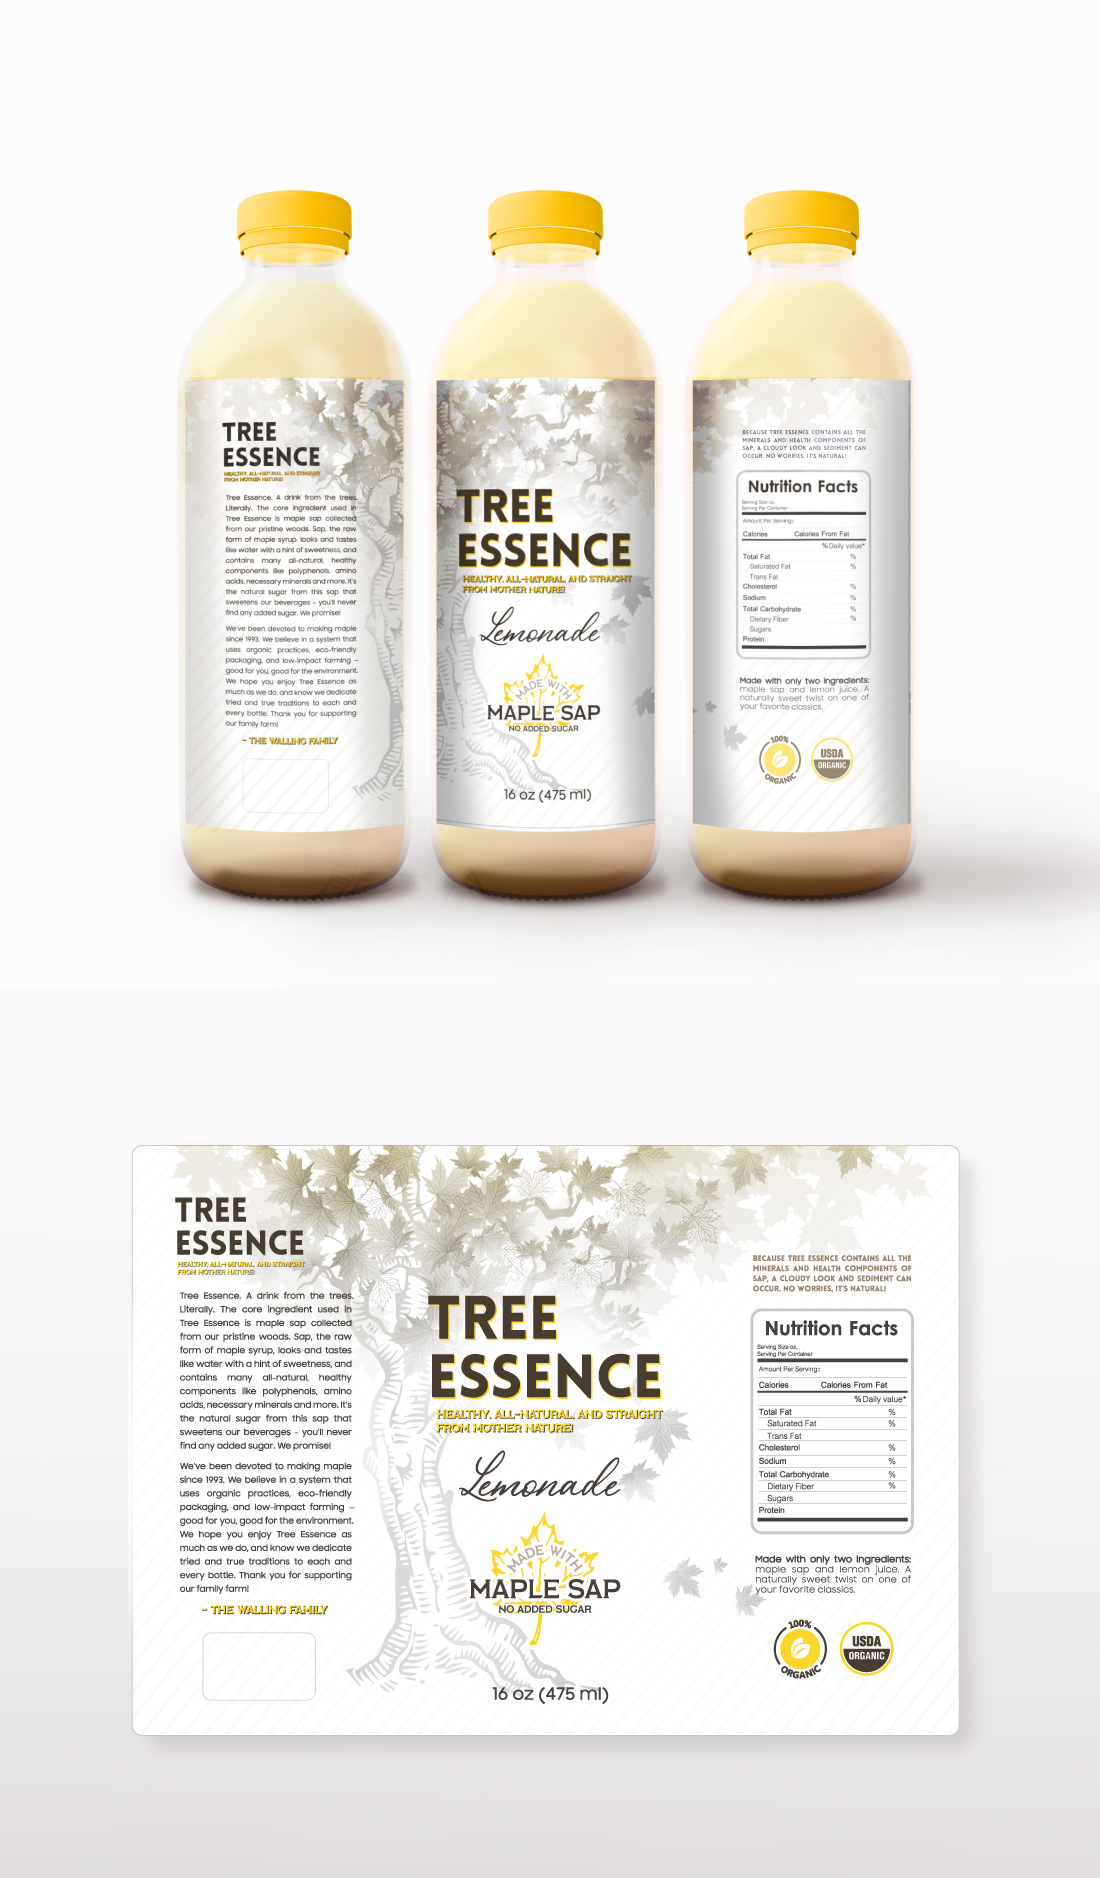 TREE
ESSENCE
HEALTHY, ALL-NATURAL, AND STRAIGHT
FROM MOTHER NATURE!
Tree Essence. A drink from the trees.
Literally. The core ingredient used in
Tree Essence is maple sap collected
from our pristine woods. Sap, the raw
form of maple syrup, looks and tastes
like water with a hint of sweetness, and
contains many all-natural, healthy
components like polyphenols, amino
acids, necessary minerals and more. It's
the natural sugar from this sap that
sweetens our beverages - you'll never
find any added sugar. We promise!
We've been devoted to making maple
since 1993. We believe in a system that
uses organic practices, eco-friendly
packaging, and low-impact farming –
good for you, good for the environment.
We hope you enjoy Tree Essence as
much as we do, and know we dedicate
tried and true traditions to each and
every bottle. Thank you for supporting
our family farm!
- THE WALLING FAMILY
TREE
ESSENCE
HEALTHY, ALL-NATURAL, AND STRAIGHT
FROM MOTHER NATURE!
Lemonade
MADE WITH
MAPLE SAP
NO ADDED SUGAR
16 oz (475 ml)
BECAUSE TREE ESSENCE CONTAINS ALL THE
MINERALS AND HEALTH COMPONENTS OF
SAP, A CLOUDY LOOK AND SEDIMENT CAN
OCCUR. NO WORRIES, IT'S NATURAL!
Nutrition Facts
Serving Size oz.
Serving Per Container
Amount Per Serving:
Calories Calories From Fat
% Daily value*
Total Fat %
Saturated Fat %
Trans Fat
Cholesterol %
Sodium %
Total Carbohydrate %
Dietary Fiber %
Sugars
Protein
Made with only two ingredients:
maple sap and lemon juice. A
naturally sweet twist on one of
your favorite classics.
100%
ORGANIC
USDA
ORGANIC
TREE
ESSENCE
HEALTHY, ALL-NATURAL, AND STRAIGHT
FROM MOTHER NATURE!
Tree Essence. A drink from the trees.
Literally. The core ingredient used in
Tree Essence is maple sap collected
from our pristine woods. Sap, the raw
form of maple syrup, looks and tastes
like water with a hint of sweetness, and
contains many all-natural, healthy
components like polyphenols, amino
acids, necessary minerals and more. It's
the natural sugar from this sap that
sweetens our beverages - you'll never
find any added sugar. We promise!
We've been devoted to making maple
since 1993. We believe in a system that
uses organic practices, eco-friendly
packaging, and low-impact farming –
good for you, good for the environment.
We hope you enjoy Tree Essence as
much as we do, and know we dedicate
tried and true traditions to each and
every bottle. Thank you for supporting
our family farm!
- THE WALLING FAMILY
TREE
ESSENCE
HEALTHY, ALL-NATURAL, AND STRAIGHT
FROM MOTHER NATURE!
Lemonade
MADE WITH
MAPLE SAP
NO ADDED SUGAR
16 oz (475 ml)
BECAUSE TREE ESSENCE CONTAINS ALL THE
MINERALS AND HEALTH COMPONENTS OF
SAP, A CLOUDY LOOK AND SEDIMENT CAN
OCCUR. NO WORRIES, IT'S NATURAL!
Nutrition Facts
Serving Size oz.
Serving Per Container
Amount Per Serving:
Calories Calories From Fat
% Daily value*
Total Fat %
Saturated Fat %
Trans Fat
Cholesterol %
Sodium %
Total Carbohydrate %
Dietary Fiber %
Sugars
Protein
Made with only two ingredients:
maple sap and lemon juice. A
naturally sweet twist on one of
your favorite classics.
100%
ORGANIC
USDA
ORGANIC